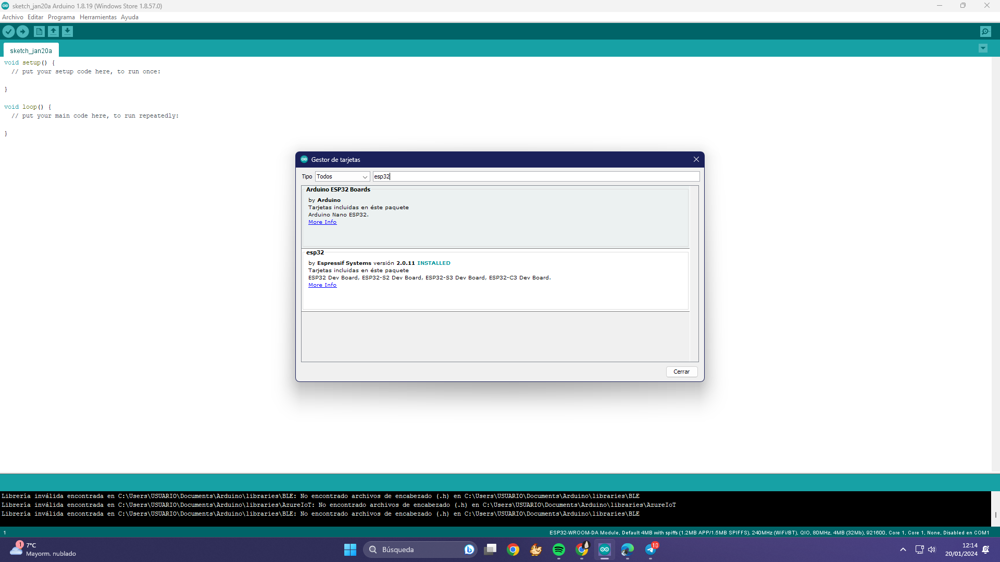 sketch_jan20a Arduino 1.8.19 (Windows Store 1.8.57.0)
Archivo Editar Programa Herramientas Ayuda
sketch_jan20a
void setup() {
// put your setup code here, to run once:
}
void loop() {
// put your main code here, to run repeatedly:
}
Gestor de tarjetas
Tipo Todos esp32
Arduino ESP32 Boards
by Arduino
Tarjetas incluidas en éste paquete
Arduino Nano ESP32.
More Info
esp32
by Espressif Systems versión 2.0.11 INSTALLED
Tarjetas incluidas en éste paquete
ESP32 Dev Board, ESP32-S2 Dev Board, ESP32-S3 Dev Board, ESP32-C3 Dev Board.
More Info
Cerrar
Librería inválida encontrada en C:\Users\USUARIO\Documents\Arduino\libraries\BLE: No encontrado archivos de encabezado (.h) en C:\Users\USUARIO\Documents\Arduino\libraries\BLE
Librería inválida encontrada en C:\Users\USUARIO\Documents\Arduino\libraries\AzureIoT: No encontrado archivos de encabezado (.h) en C:\Users\USUARIO\Documents\Arduino\libraries\AzureIoT
Librería inválida encontrada en C:\Users\USUARIO\Documents\Arduino\libraries\BLE: No encontrado archivos de encabezado (.h) en C:\Users\USUARIO\Documents\Arduino\libraries\BLE
1 ESP32-WROOM-DA Module, Default 4MB with spiffs (1.2MB APP/1.5MB SPIFFS), 240MHz (WiFi/BT), QIO, 80MHz, 4MB (32Mb), 921600, Core 1, Core 1, None, Disabled en COM1
1 7°C
Mayorm. nublado
Búsqueda
10
12:14
20/01/2024